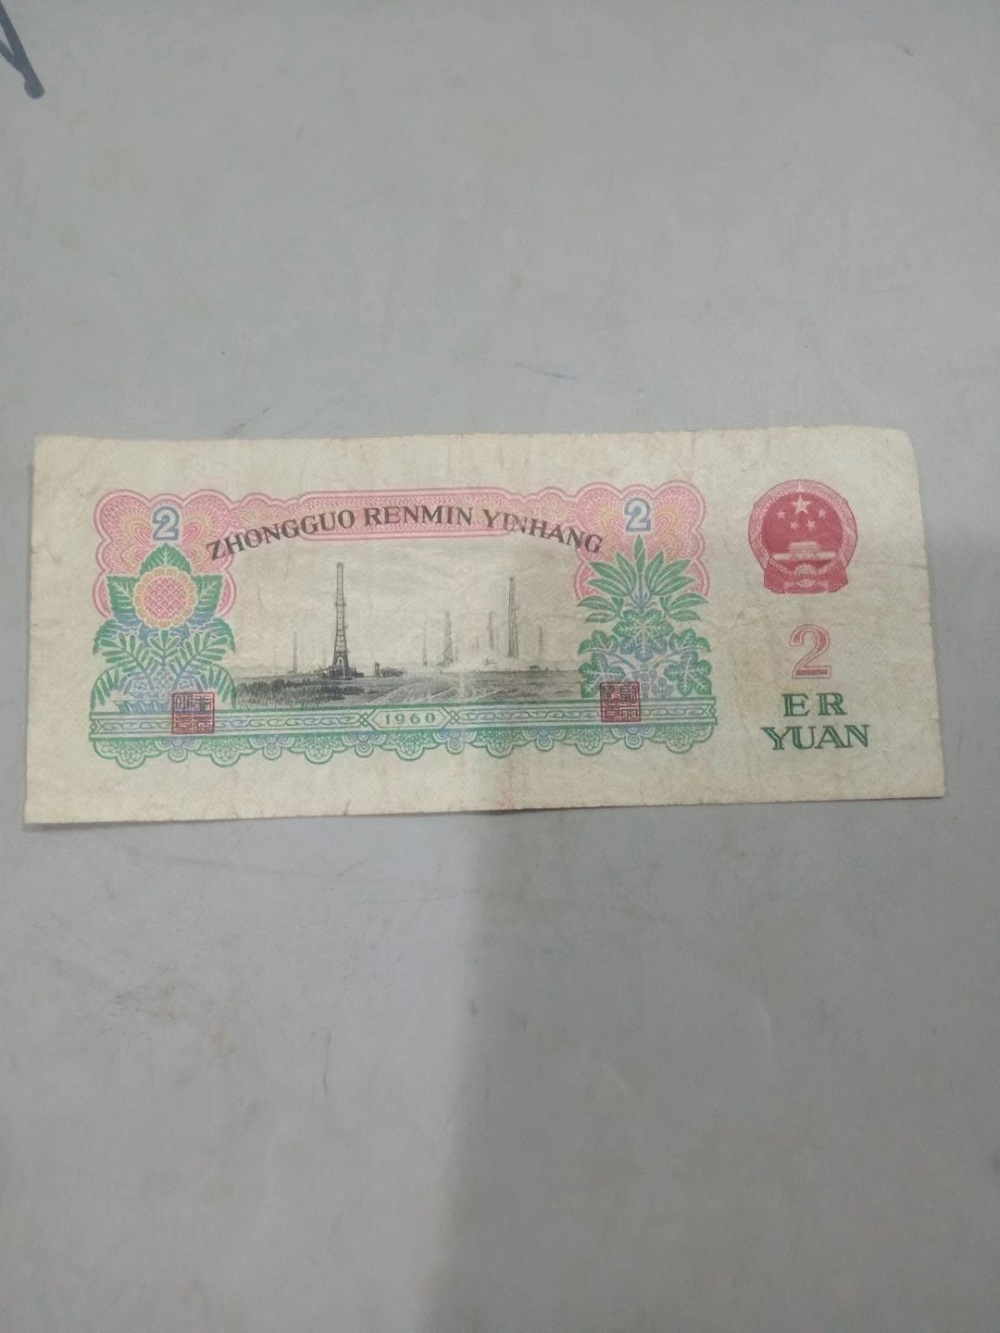 2
2
ZHONGGUO RENMIN YINHANG
1960
2
ER
YUAN